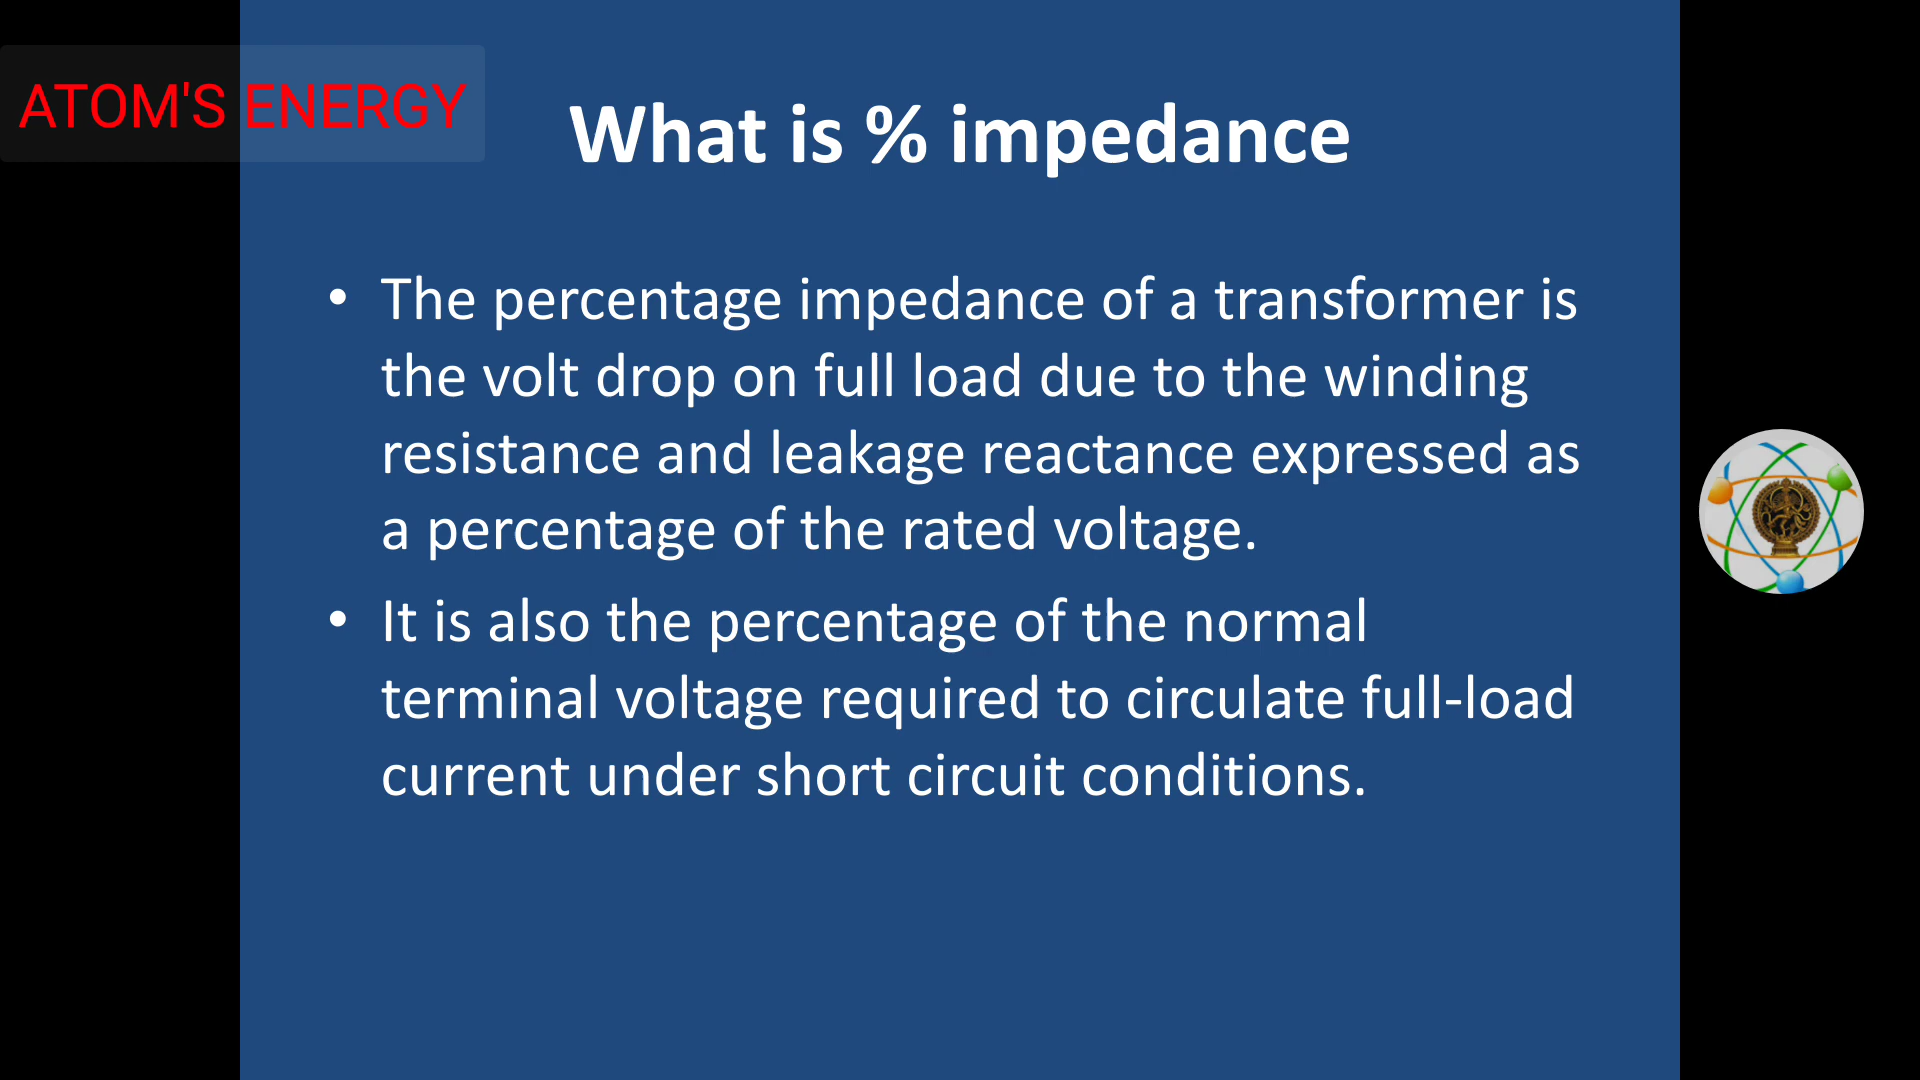 ATOM'S ENERGY
What is % impedance
• The percentage impedance of a transformer is
the volt drop on full load due to the winding
resistance and leakage reactance expressed as
a percentage of the rated voltage.
• It is also the percentage of the normal
terminal voltage required to circulate full-load
current under short circuit conditions.